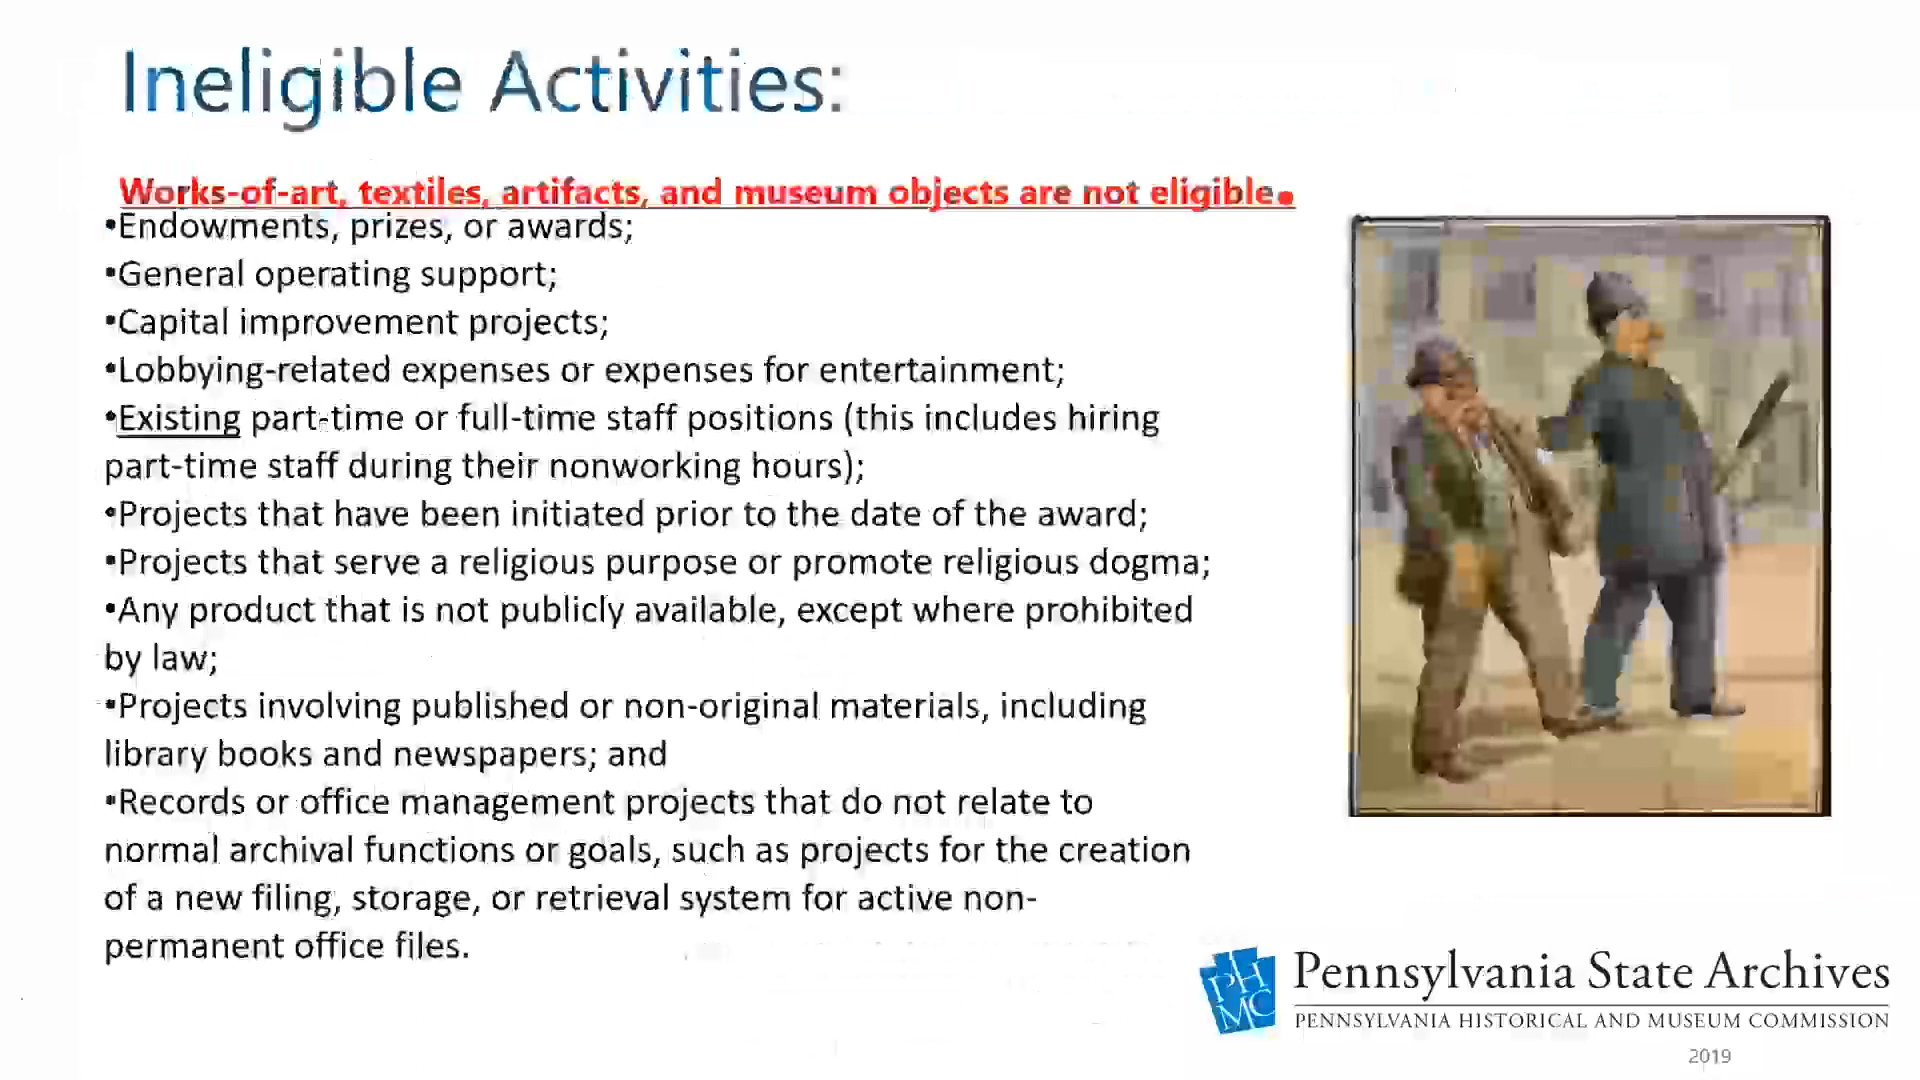 Ineligible Activities:
Works-of-art, textiles, artifacts, and museum objects are not eligible.
•Endowments, prizes, or awards;
•General operating support;
•Capital improvement projects;
•Lobbying-related expenses or expenses for entertainment;
•Existing part-time or full-time staff positions (this includes hiring
part-time staff during their nonworking hours);
•Projects that have been initiated prior to the date of the award;
•Projects that serve a religious purpose or promote religious dogma;
•Any product that is not publicly available, except where prohibited
by law;
•Projects involving published or non-original materials, including
library books and newspapers; and
•Records or office management projects that do not relate to
normal archival functions or goals, such as projects for the creation
of a new filing, storage, or retrieval system for active non-
permanent office files.
PH
MC
Pennsylvania State Archives
PENNSYLVANIA HISTORICAL AND MUSEUM COMMISSION
2019